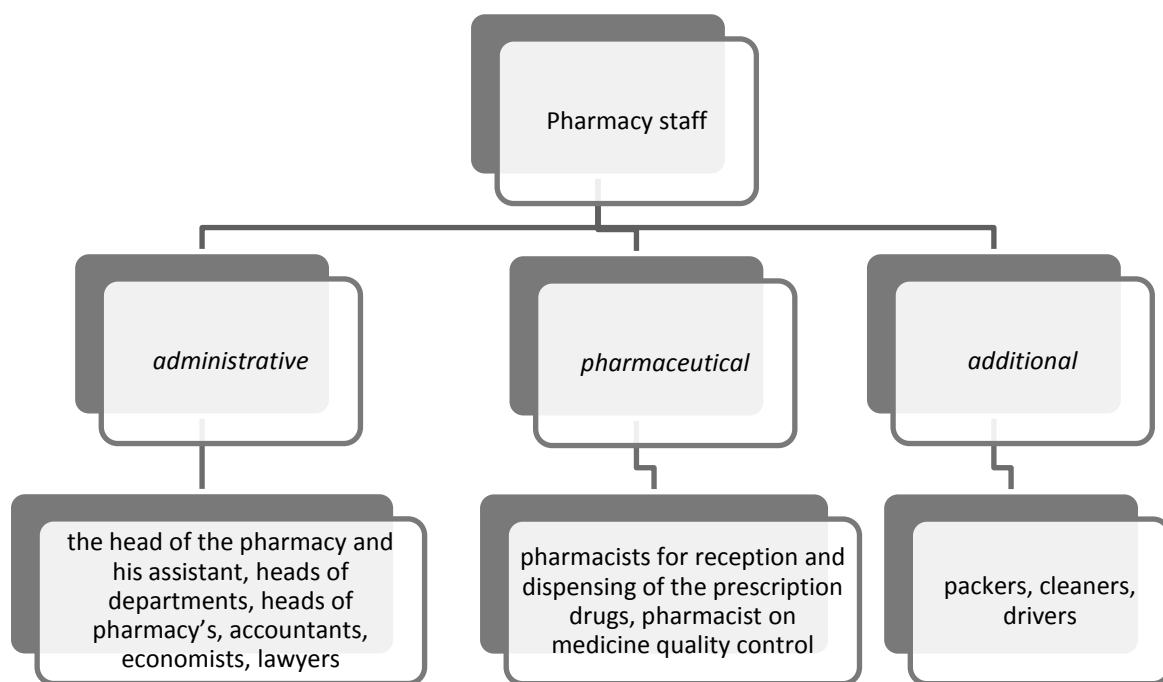 Pharmacy staff
administrative
pharmaceutical
additional
the head of the pharmacy and
his assistant, heads of
departments, heads of
pharmacy’s, accountants,
economists, lawyers
pharmacists for reception and
dispensing of the prescription
drugs, pharmacist on
medicine quality control
packers, cleaners,
drivers